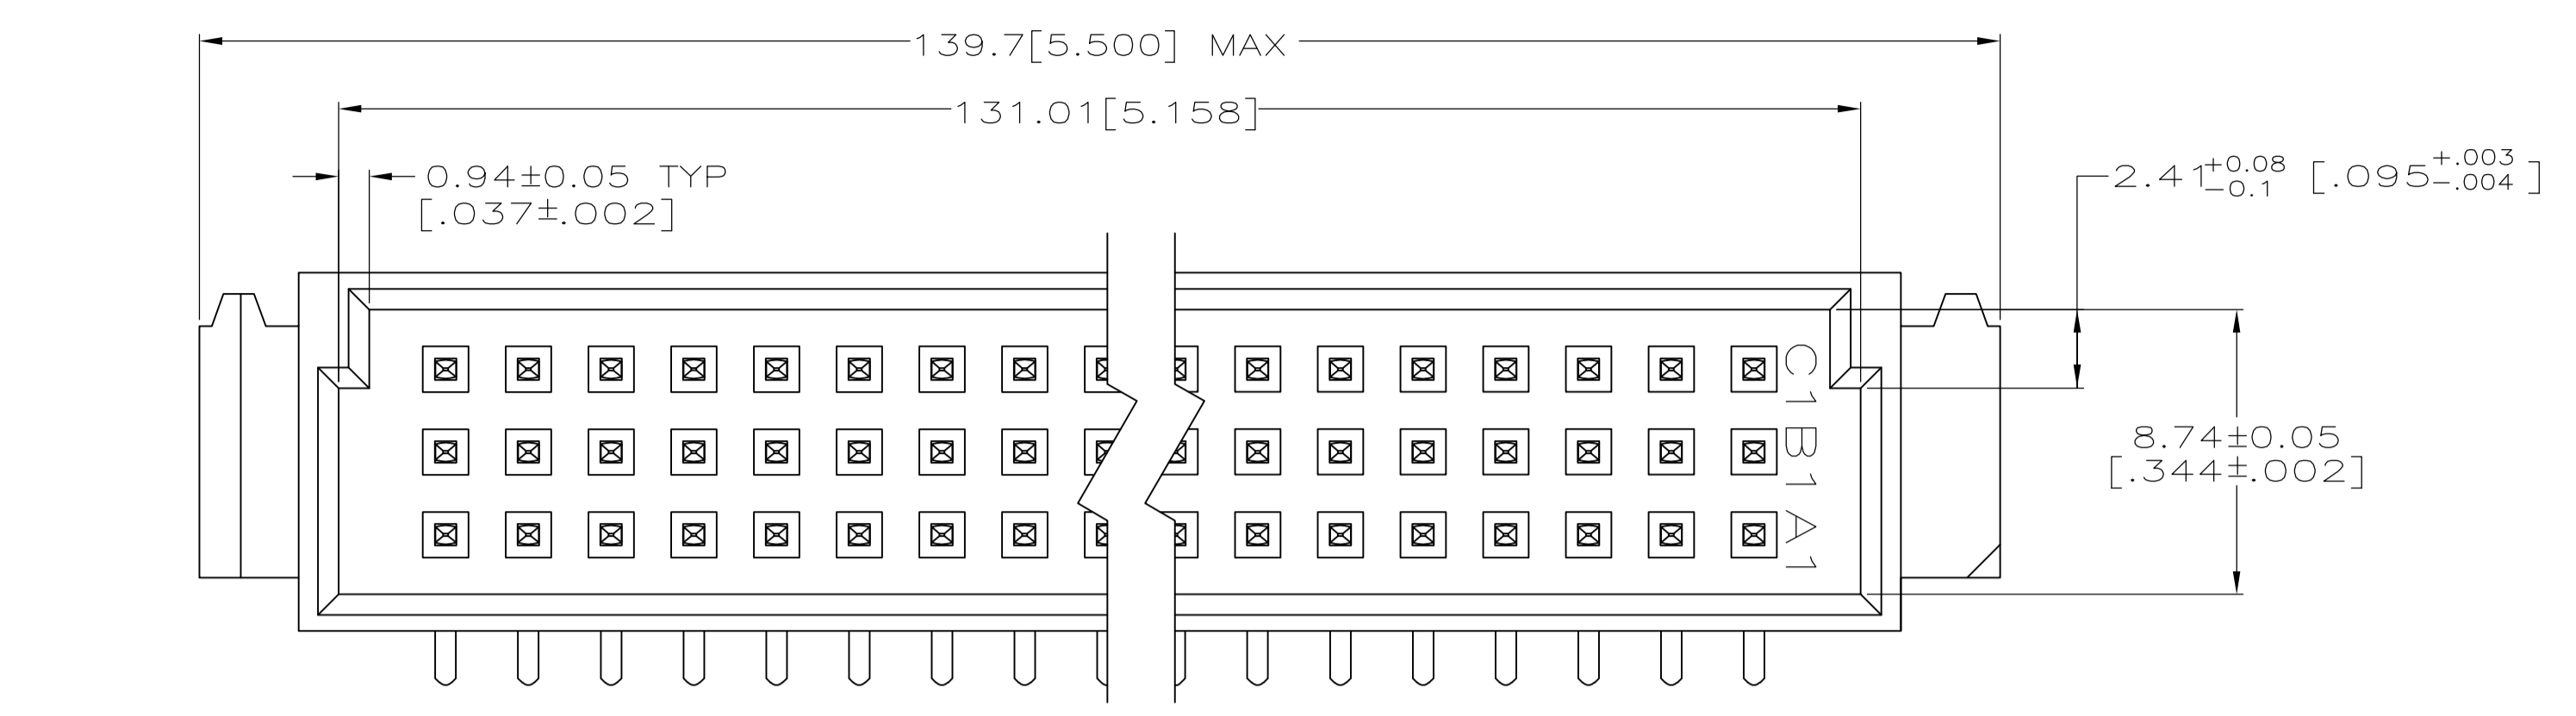 139.7[5.500] MAX
131.01[5.158]
0.94±0.05 TYP
[.037±.002]
2.41+0.08-0.1 [.095+.003-.004]
C1
B1
A1
8.74±0.05
[.344±.002]